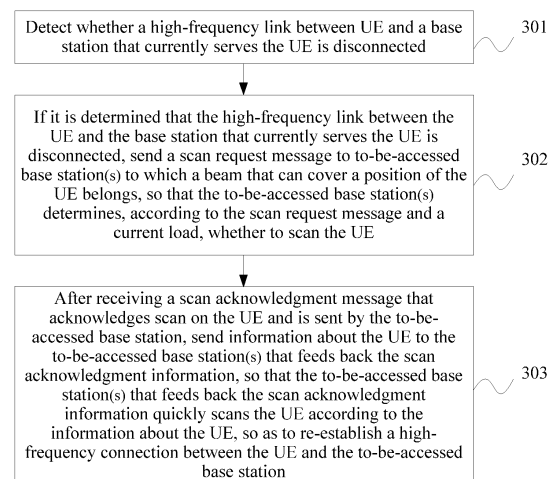 Detect whether a high-frequency link between UE and a base
station that currently serves the UE is disconnected
301
If it is determined that the high-frequency link between the
UE and the base station that currently serves the UE is
disconnected, send a scan request message to to-be-accessed
base station(s) to which a beam that can cover a position of the
UE belongs, so that the to-be-accessed base station(s)
determines, according to the scan request message and a
current load, whether to scan the UE
302
After receiving a scan acknowledgment message that
acknowledges scan on the UE and is sent by the to-be-
accessed base station, send information about the UE to the
to-be-accessed base station(s) that feeds back the scan
acknowledgment information, so that the to-be-accessed base
station(s) that feeds back the scan acknowledgment
information quickly scans the UE according to the
information about the UE, so as to re-establish a high-
frequency connection between the UE and the to-be-accessed
base station
303